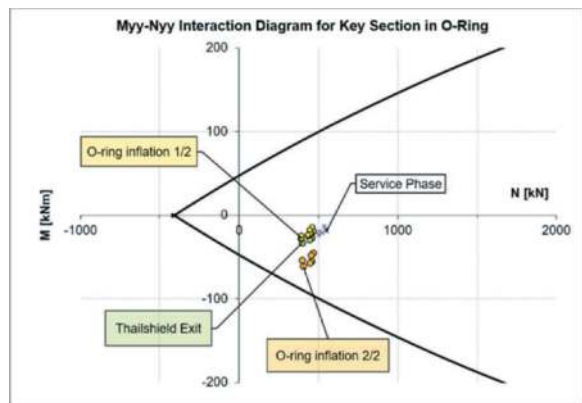 Myy-Nyy Interaction Diagram for Key Section in O-Ring
200
O-ring inflation 1/2
100
Service Phase
N [kN]
M [kNm]
0
-1000
0
1000
2000
-100
Thailshield Exit
O-ring inflation 2/2
-200